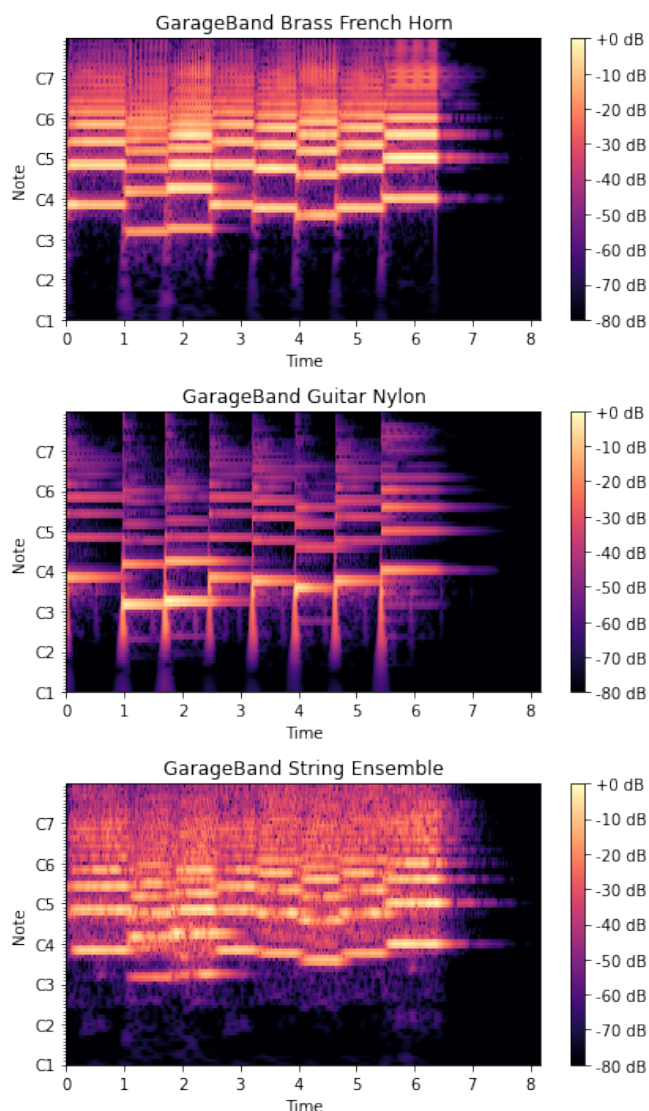 GarageBand Brass French Horn
C7
C6
C5
C4
C3
C2
C1
Note
0 1 2 3 4 5 6 7 8
Time
+0 dB
-10 dB
-20 dB
-30 dB
-40 dB
-50 dB
-60 dB
-70 dB
-80 dB
GarageBand Guitar Nylon
C7
C6
C5
C4
C3
C2
C1
Note
0 1 2 3 4 5 6 7 8
Time
+0 dB
-10 dB
-20 dB
-30 dB
-40 dB
-50 dB
-60 dB
-70 dB
-80 dB
GarageBand String Ensemble
C7
C6
C5
C4
C3
C2
C1
Note
0 1 2 3 4 5 6 7 8
Time
+0 dB
-10 dB
-20 dB
-30 dB
-40 dB
-50 dB
-60 dB
-70 dB
-80 dB